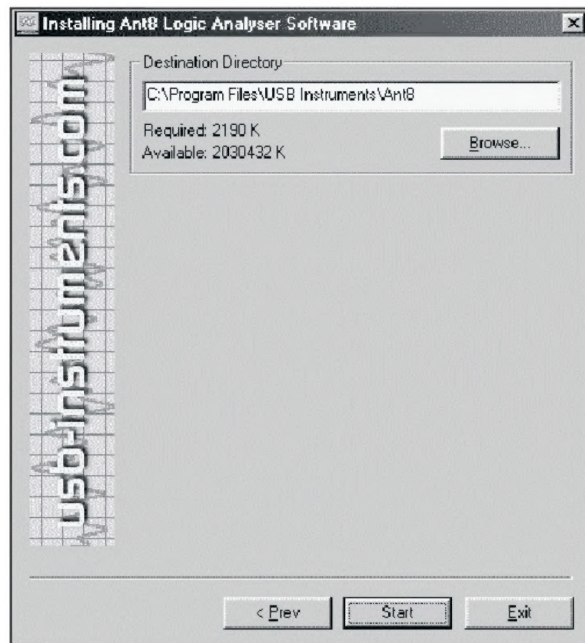 Installing Ant8 Logic Analyser Software
usb-instruments.com
Destination Directory
C:\Program Files\USB Instruments\Ant8
Required: 2190 K
Available: 2030432 K
Browse...
< Prev
Start
Exit